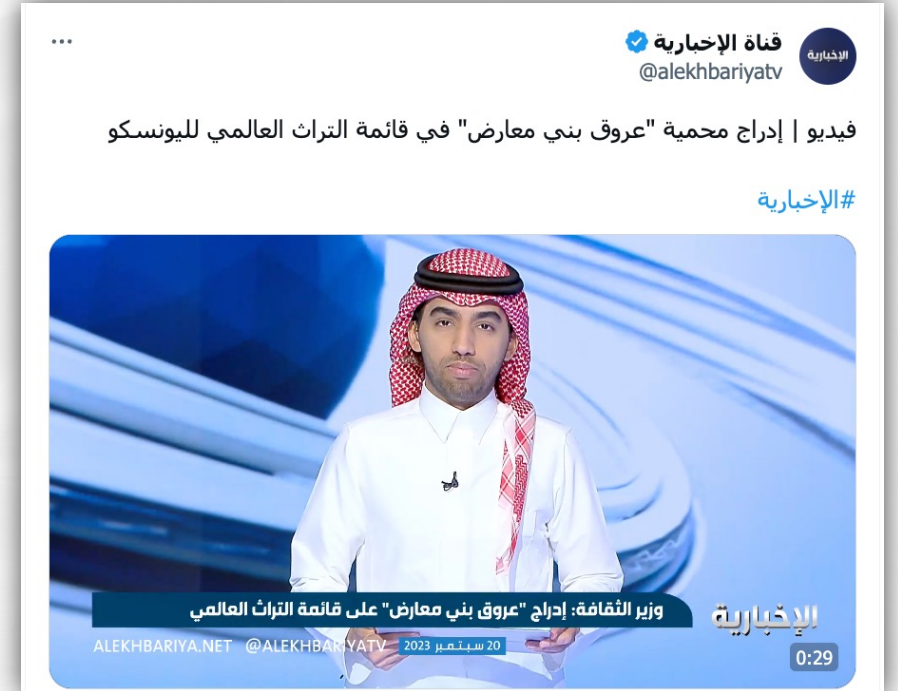 قناة الإخبارية
@alekhbariyatv
الإخبارية
فيديو | إدراج محمية "عروق بني معارض" في قائمة التراث العالمي لليونسكو
#الإخبارية
وزير الثقافة: إدراج "عروق بني معارض" على قائمة التراث العالمي
الإخبارية
ALEKHBARIYA.NET @ALEKHBARIYATV 20 سبتمبر 2023
0:29